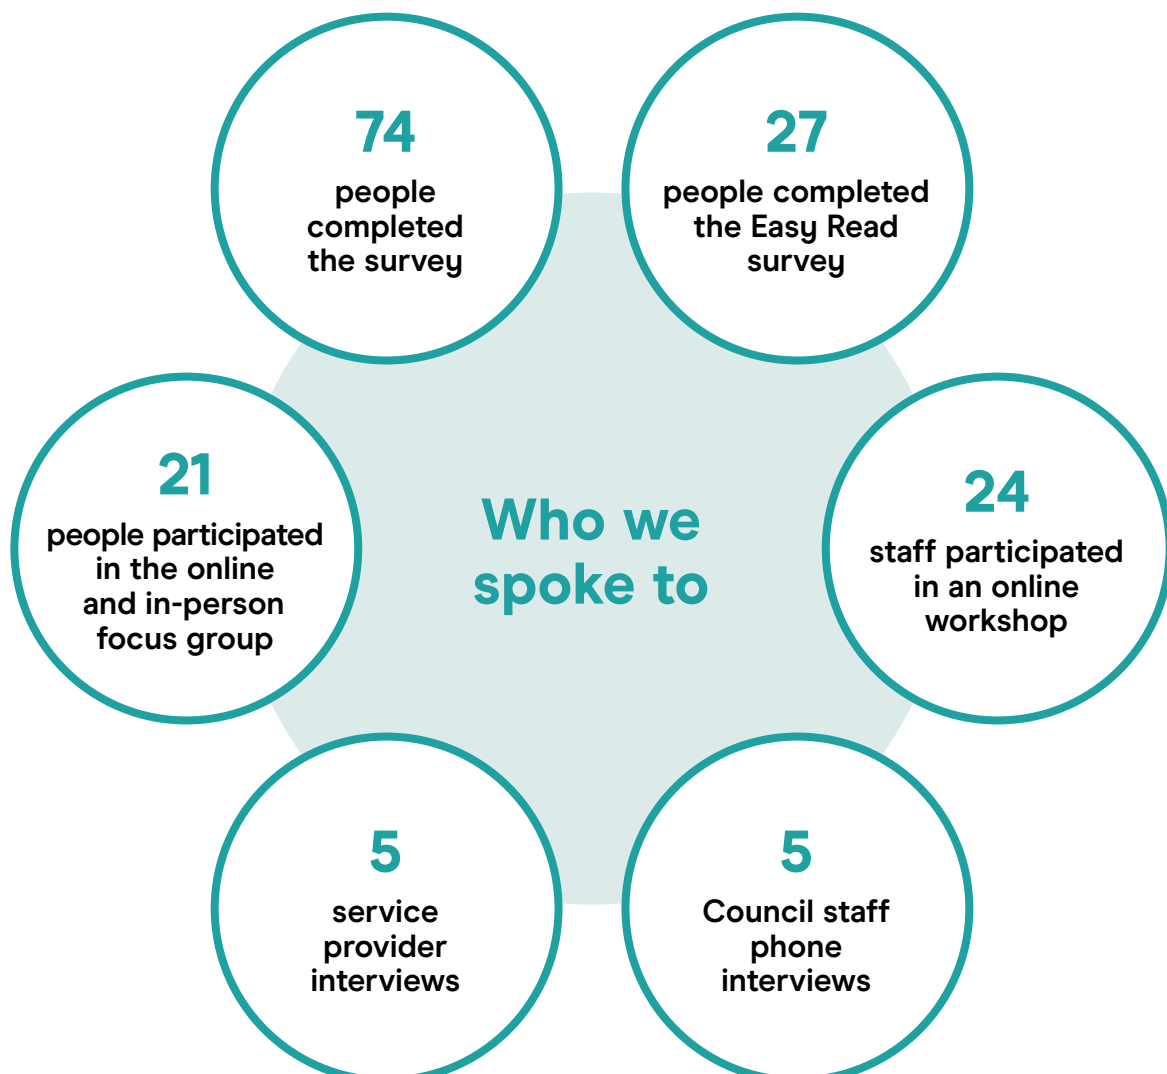 74
people
completed
the survey
27
people completed
the Easy Read
survey
21
people participated
in the online
and in-person
focus group
Who we
spoke to
24
staff participated
in an online
workshop
5
service
provider
interviews
5
Council staff
phone
interviews